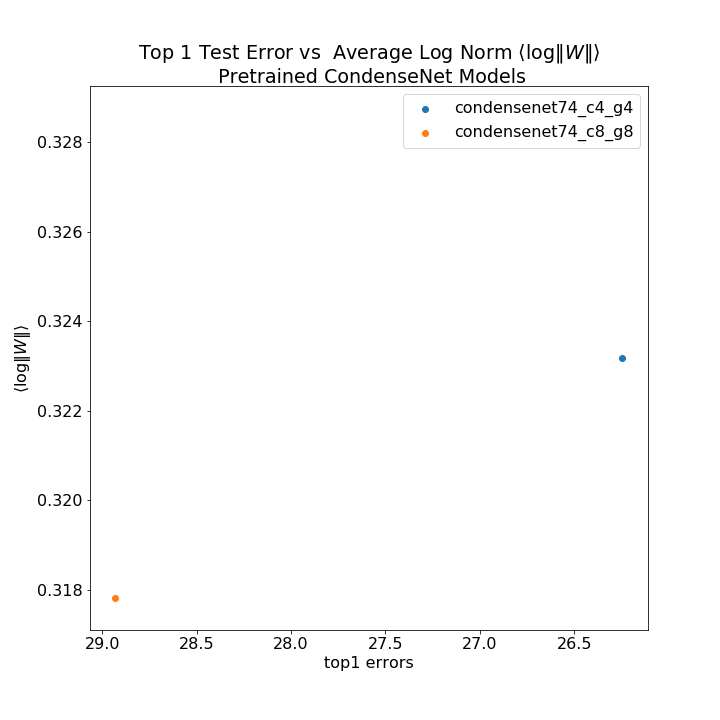 Top 1 Test Error vs  Average Log Norm ⟨log‖W‖⟩
Pretrained CondenseNet Models
condensenet74_c4_g4
condensenet74_c8_g8
0.328
0.326
0.324
0.322
0.320
0.318
⟨log‖W‖⟩
29.0 28.5 28.0 27.5 27.0 26.5
top1 errors